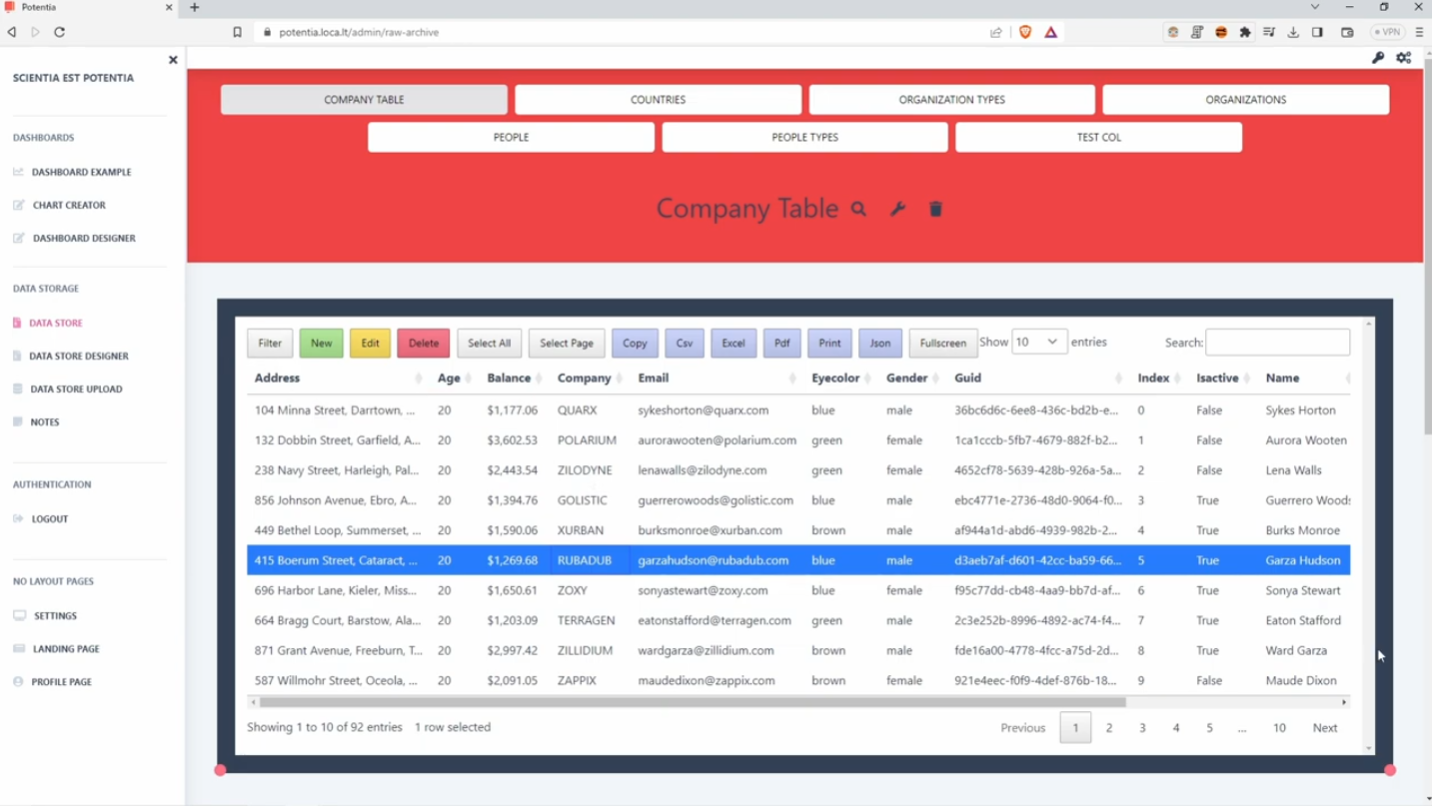 Potentia
potentia.loca.lt/admin/raw-archive
VPN
SCIENTIA EST POTENTIA
DASHBOARDS
DASHBOARD EXAMPLE
CHART CREATOR
DASHBOARD DESIGNER
DATA STORAGE
DATA STORE
DATA STORE DESIGNER
DATA STORE UPLOAD
NOTES
AUTHENTICATION
LOGOUT
NO LAYOUT PAGES
SETTINGS
LANDING PAGE
PROFILE PAGE
COMPANY TABLE COUNTRIES ORGANIZATION TYPES ORGANIZATIONS
PEOPLE PEOPLE TYPES TEST COL
Company Table
Filter New Edit Delete Select All Select Page Copy Csv Excel Pdf Print Json Fullscreen Show 10 entries Search:
Address Age Balance Company Email Eyecolor Gender Guid Index Isactive Name
104 Minna Street, Darrtown, ... 20 $1,177.06 QUARX sykeshorton@quarx.com blue male 36bc6d6c-6ee8-436c-bd2b-e... 0 False Sykes Horton
132 Dobbin Street, Garfield, A... 20 $3,602.53 POLARIUM aurorawooten@polarium.com green female 1ca1cccb-5fb7-4679-882f-b2... 1 False Aurora Wooten
238 Navy Street, Harleigh, Pal... 20 $2,443.54 ZILODYNE lenawalls@zilodyne.com green female 4652cf78-5639-428b-926a-5a... 2 False Lena Walls
856 Johnson Avenue, Ebro, A... 20 $1,394.76 GOLISTIC guerrerowoods@golistic.com blue male ebc4771e-2736-48d0-9064-f0... 3 True Guerrero Woods
449 Bethel Loop, Summerset, ... 20 $1,590.06 XURBAN burksmonroe@xurban.com brown male af944a1d-abd6-4939-982b-2... 4 True Burks Monroe
415 Boerum Street, Cataract, ... 20 $1,269.68 RUBADUB garzahudson@rubadub.com blue male d3aeb7af-d601-42cc-ba59-66... 5 True Garza Hudson
696 Harbor Lane, Kieler, Miss... 20 $1,650.61 ZOXY sonyastewart@zoxy.com blue female f95c77dd-cb48-4aa9-bb7d-af... 6 True Sonya Stewart
664 Bragg Court, Barstow, Ala... 20 $1,203.09 TERRAGEN eatonstafford@terragen.com green male 2c3e252b-8996-4892-ac74-f4... 7 True Eaton Stafford
871 Grant Avenue, Freeburn, T... 20 $2,997.42 ZILLIDIUM wardgarza@zillidium.com brown male fde16a00-4778-4fcc-a75d-2d... 8 True Ward Garza
587 Willmohr Street, Oceola, ... 20 $2,091.05 ZAPPIX maudedixon@zappix.com brown female 921e4eec-f0f9-4def-876b-18... 9 False Maude Dixon
Showing 1 to 10 of 92 entries 1 row selected Previous 1 2 3 4 5 ... 10 Next